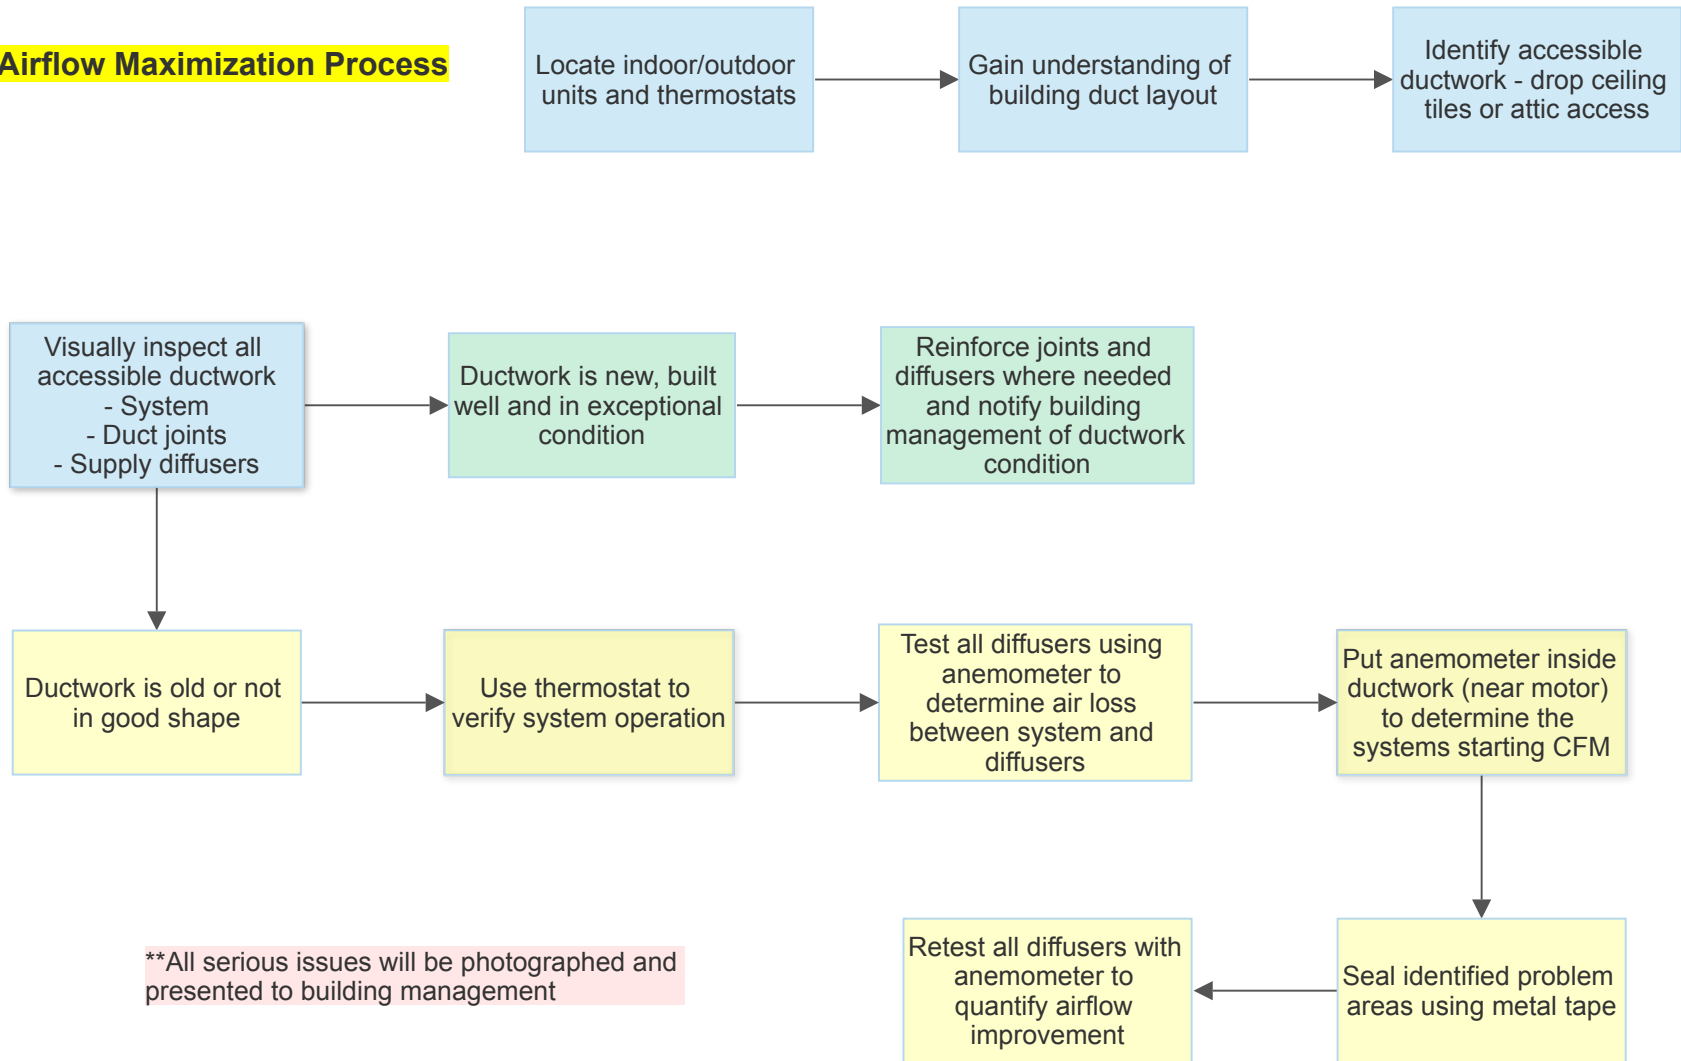 Airflow Maximization Process
Locate indoor/outdoor
units and thermostats
Gain understanding of
building duct layout
Identify accessible
ductwork - drop ceiling
tiles or attic access
Visually inspect all
accessible ductwork
- System
- Duct joints
- Supply diffusers
Ductwork is new, built
well and in exceptional
condition
Reinforce joints and
diffusers where needed
and notify building
management of ductwork
condition
Ductwork is old or not
in good shape
Use thermostat to
verify system operation
Test all diffusers using
anemometer to
determine air loss
between system and
diffusers
Put anemometer inside
ductwork (near motor)
to determine the
systems starting CFM
**All serious issues will be photographed and
presented to building management
Retest all diffusers with
anemometer to
quantify airflow
improvement
Seal identified problem
areas using metal tape